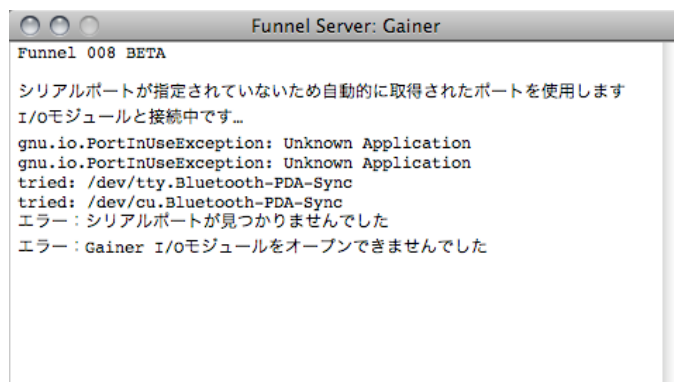 Funnel Server: Gainer
Funnel 008 BETA
シリアルポートが指定されていないため自動的に取得されたポートを使用します
I/Oモジュールと接続中です…
gnu.io.PortInUseException: Unknown Application
gnu.io.PortInUseException: Unknown Application
tried: /dev/tty.Bluetooth-PDA-Sync
tried: /dev/cu.Bluetooth-PDA-Sync
エラー：シリアルポートが見つかりませんでした
エラー：Gainer I/Oモジュールをオープンできませんでした